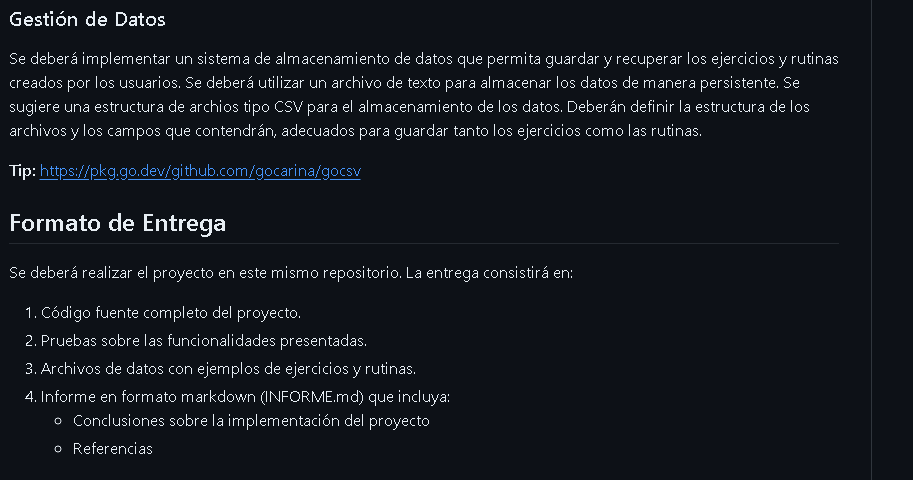 Gestión de Datos
Se deberá implementar un sistema de almacenamiento de datos que permita guardar y recuperar los ejercicios y rutinas
creados por los usuarios. Se deberá utilizar un archivo de texto para almacenar los datos de manera persistente. Se
sugiere una estructura de archios tipo CSV para el almacenamiento de los datos. Deberán definir la estructura de los
archivos y los campos que contendrán, adecuados para guardar tanto los ejercicios como las rutinas.
Tip: https://pkg.go.dev/github.com/gocarina/gocsv
Formato de Entrega
Se deberá realizar el proyecto en este mismo repositorio. La entrega consistirá en:
1. Código fuente completo del proyecto.
2. Pruebas sobre las funcionalidades presentadas.
3. Archivos de datos con ejemplos de ejercicios y rutinas.
4. Informe en formato markdown (INFORME.md) que incluya:
○ Conclusiones sobre la implementación del proyecto
○ Referencias